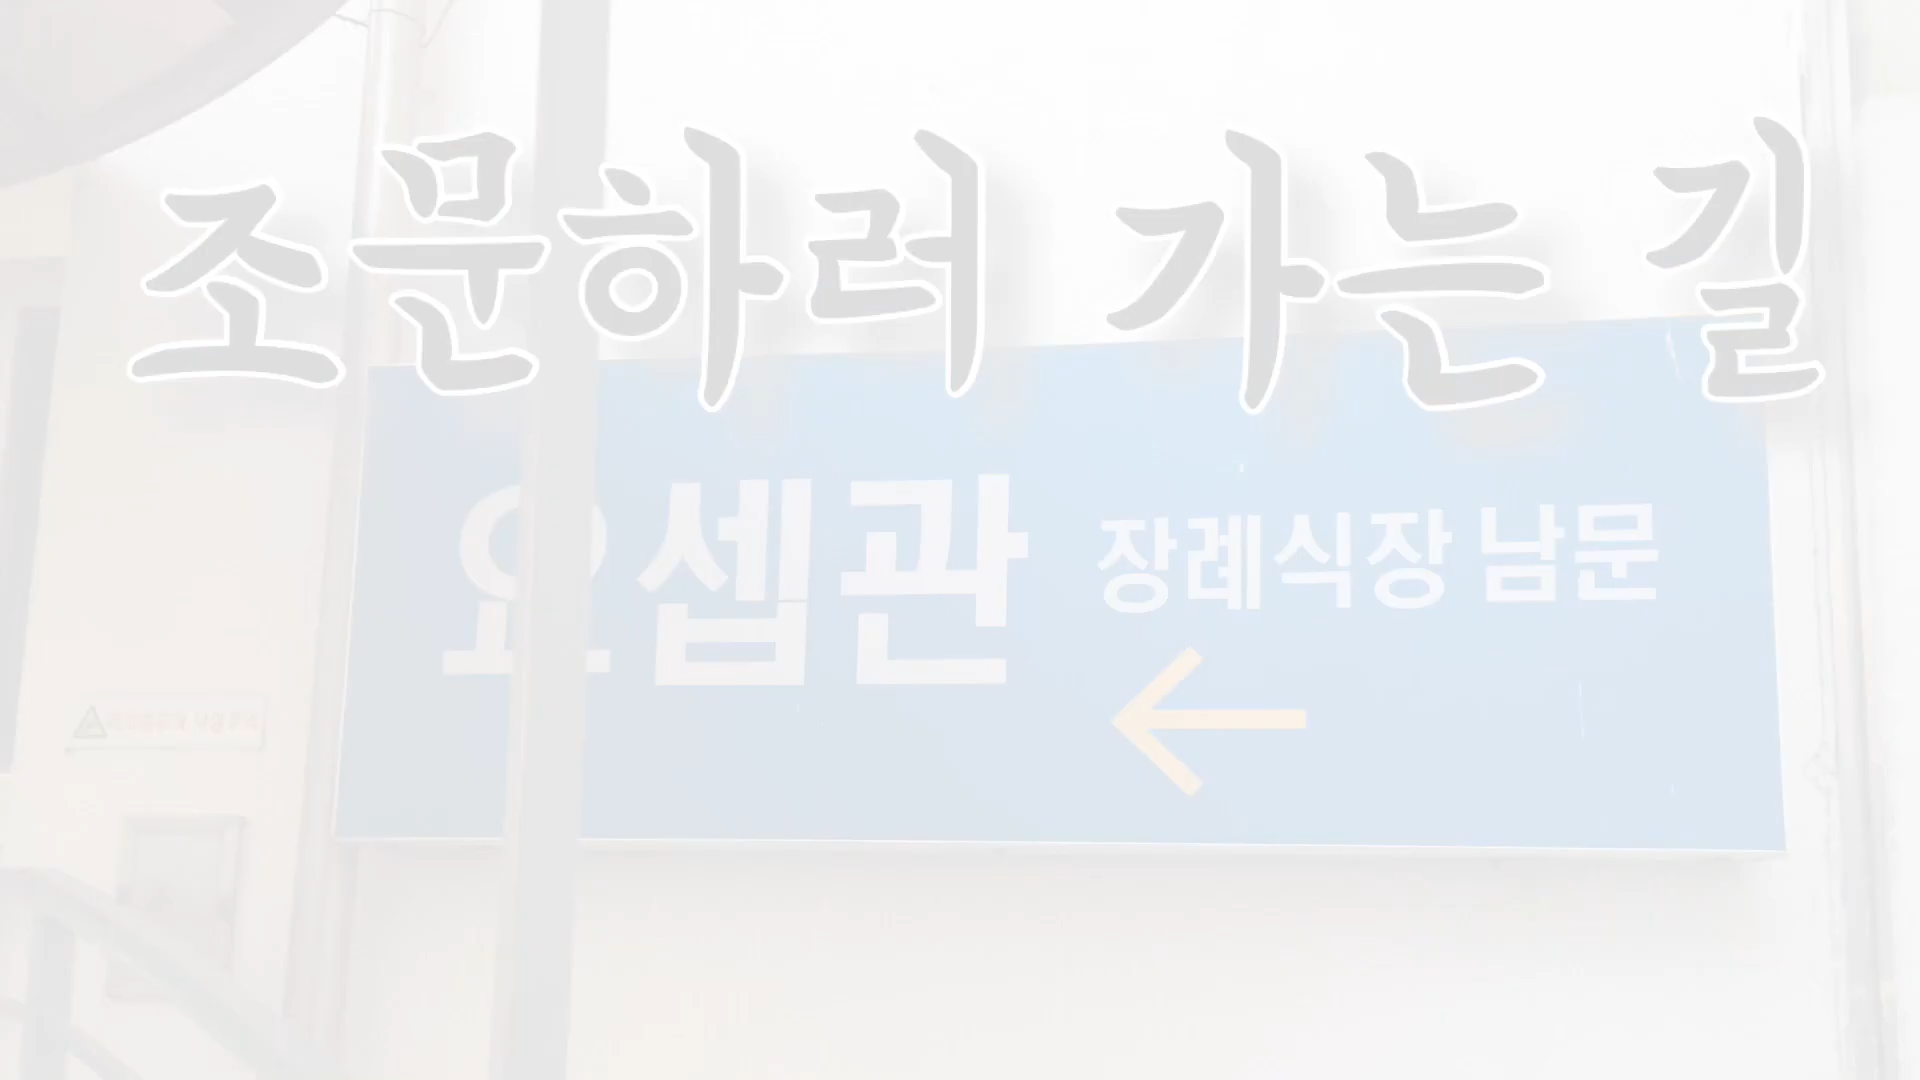 조문하러 가는 길
요셉관 장례식장 남문